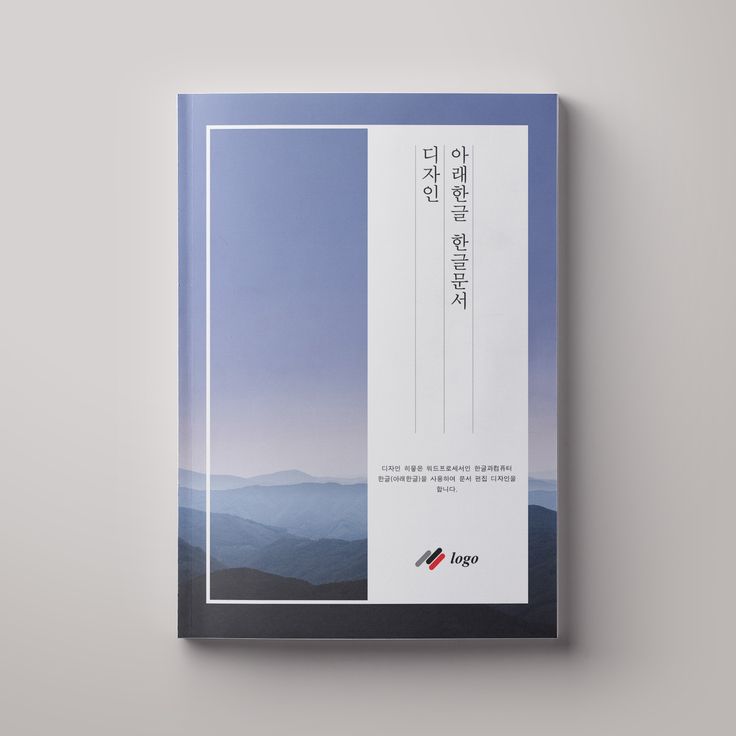 아래한글 한글문서
디자인
디자인 히읗은 워드프로세서인 한글과컴퓨터
한글(아래한글)을 사용하여 문서 편집 디자인을
합니다.
logo